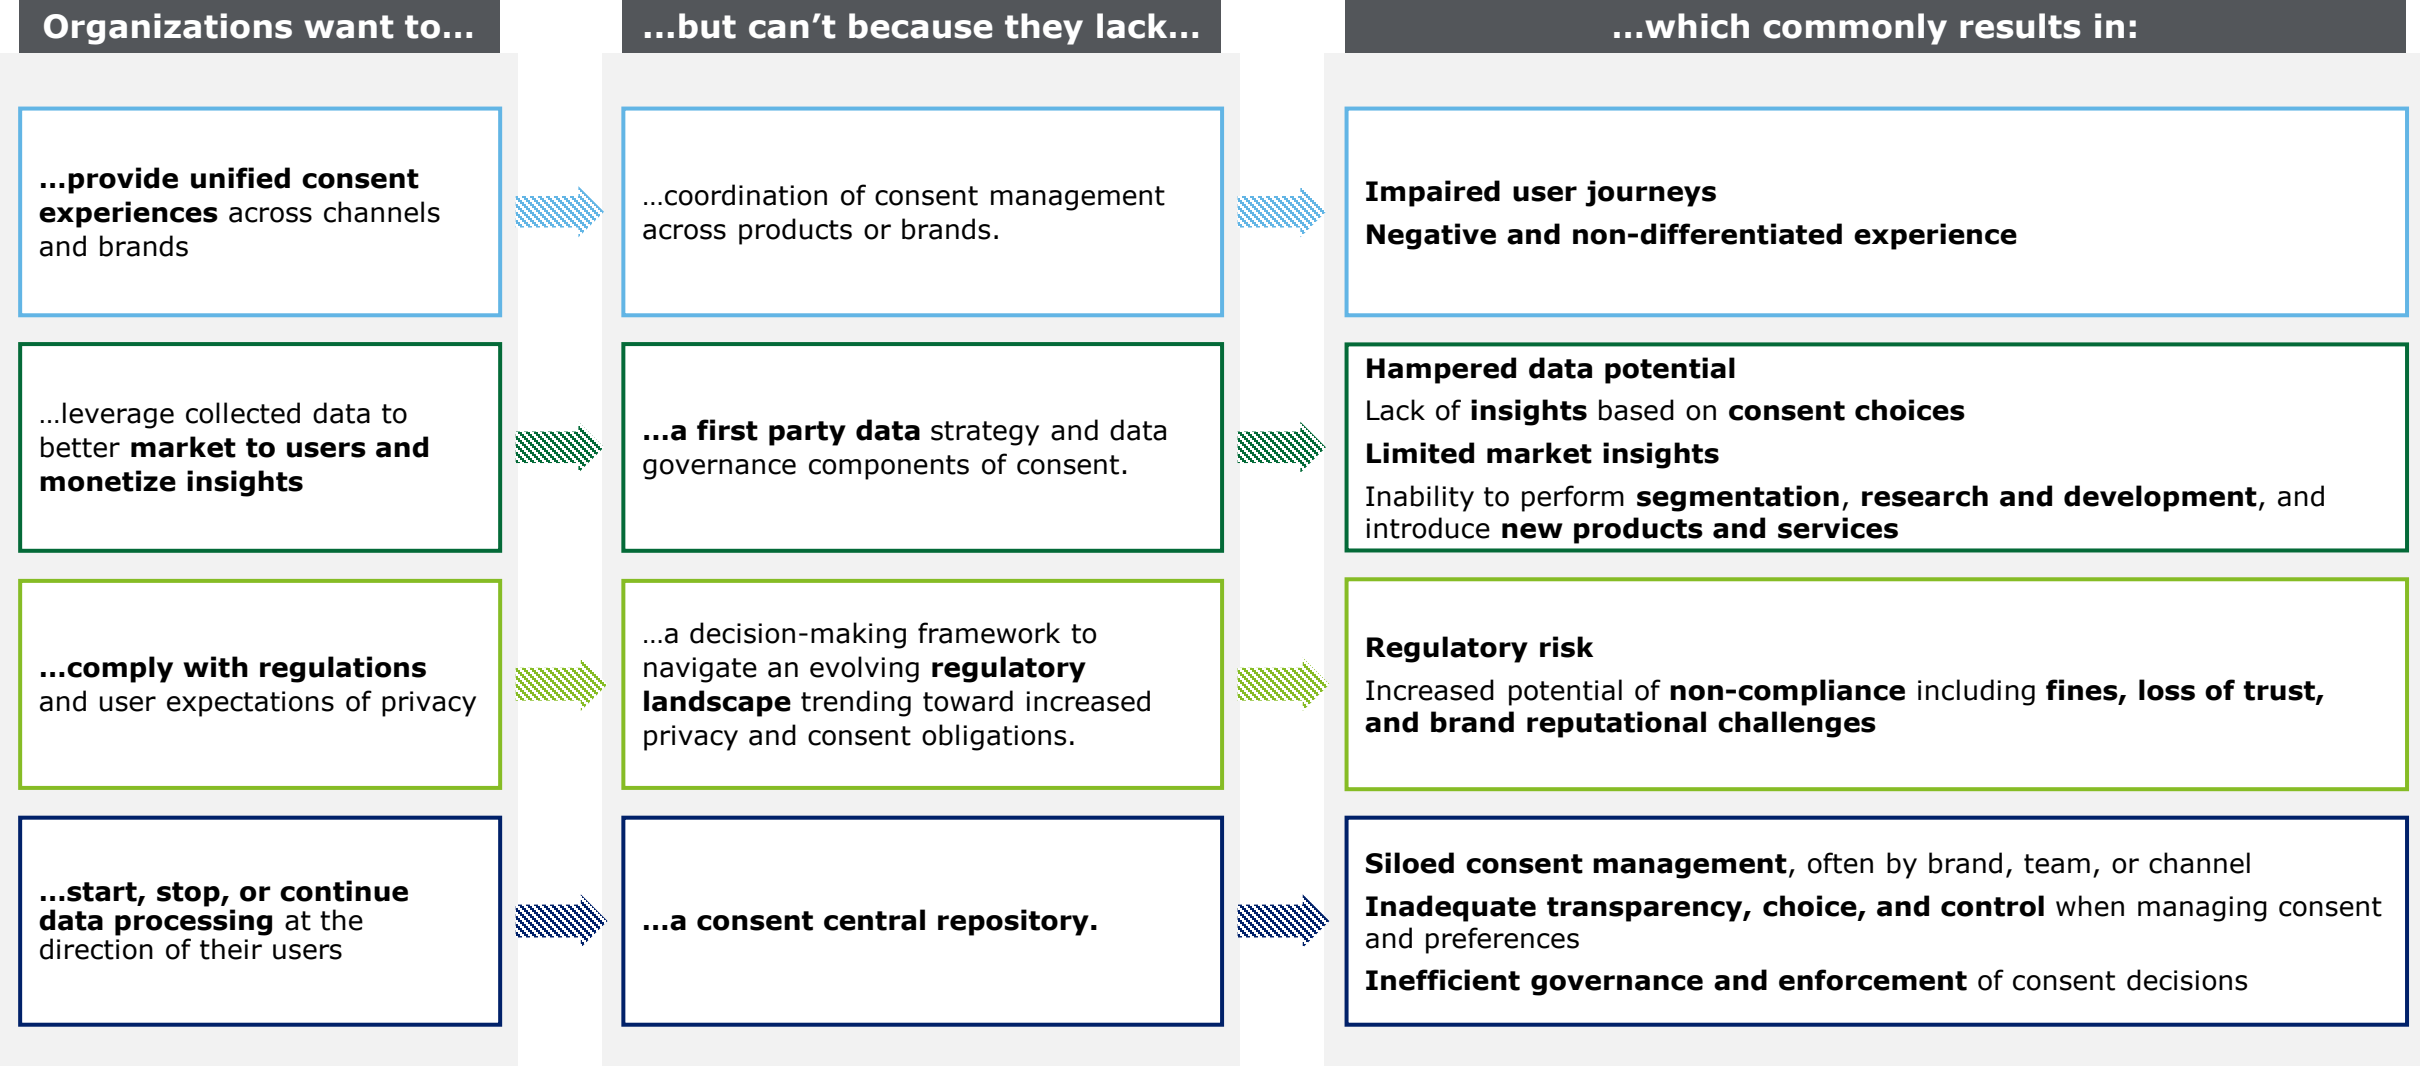 Organizations want to...
...but can’t because they lack...
...which commonly results in:
...provide unified consent
experiences across channels
and brands
...coordination of consent management
across products or brands.
Impaired user journeys
Negative and non-differentiated experience
...leverage collected data to
better market to users and
monetize insights
...a first party data strategy and data
governance components of consent.
Hampered data potential
Lack of insights based on consent choices
Limited market insights
Inability to perform segmentation, research and development, and
introduce new products and services
...comply with regulations
and user expectations of privacy
...a decision-making framework to
navigate an evolving regulatory
landscape trending toward increased
privacy and consent obligations.
Regulatory risk
Increased potential of non-compliance including fines, loss of trust,
and brand reputational challenges
...start, stop, or continue
data processing at the
direction of their users
...a consent central repository.
Siloed consent management, often by brand, team, or channel
Inadequate transparency, choice, and control when managing consent
and preferences
Inefficient governance and enforcement of consent decisions